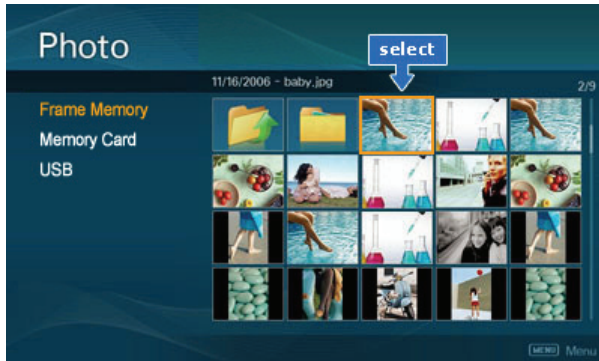 Photo
select
11/16/2006 - baby.jpg
2/9
Frame Memory
Memory Card
USB
MENU Menu